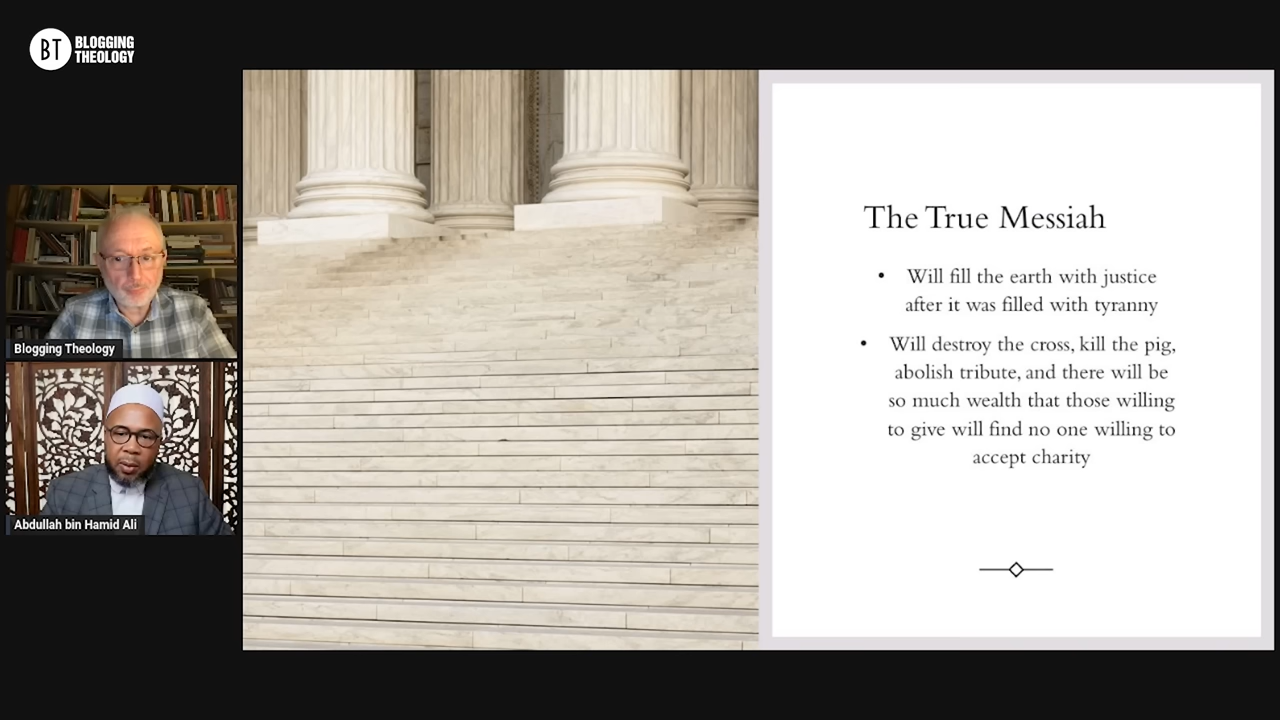 BT BLOGGING
THEOLOGY
Blogging Theology
Abdullah bin Hamid Ali
The True Messiah
• Will fill the earth with justice
after it was filled with tyranny
• Will destroy the cross, kill the pig,
abolish tribute, and there will be
so much wealth that those willing
to give will find no one willing to
accept charity